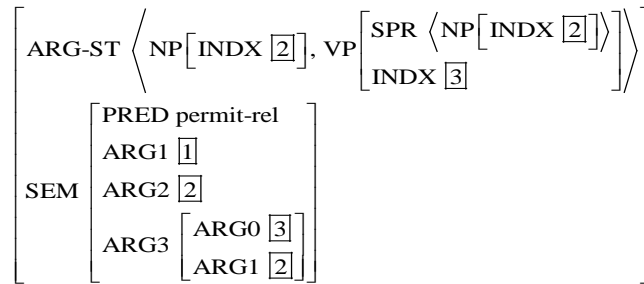 ARG-ST ⟨NP[INDX [2]], VP[SPR ⟨NP[INDX [2]]⟩
INDX [3]]⟩
SEM [PRED permit-rel
ARG1 [1]
ARG2 [2]
ARG3 [ARG0 [3]
ARG1 [2]]]